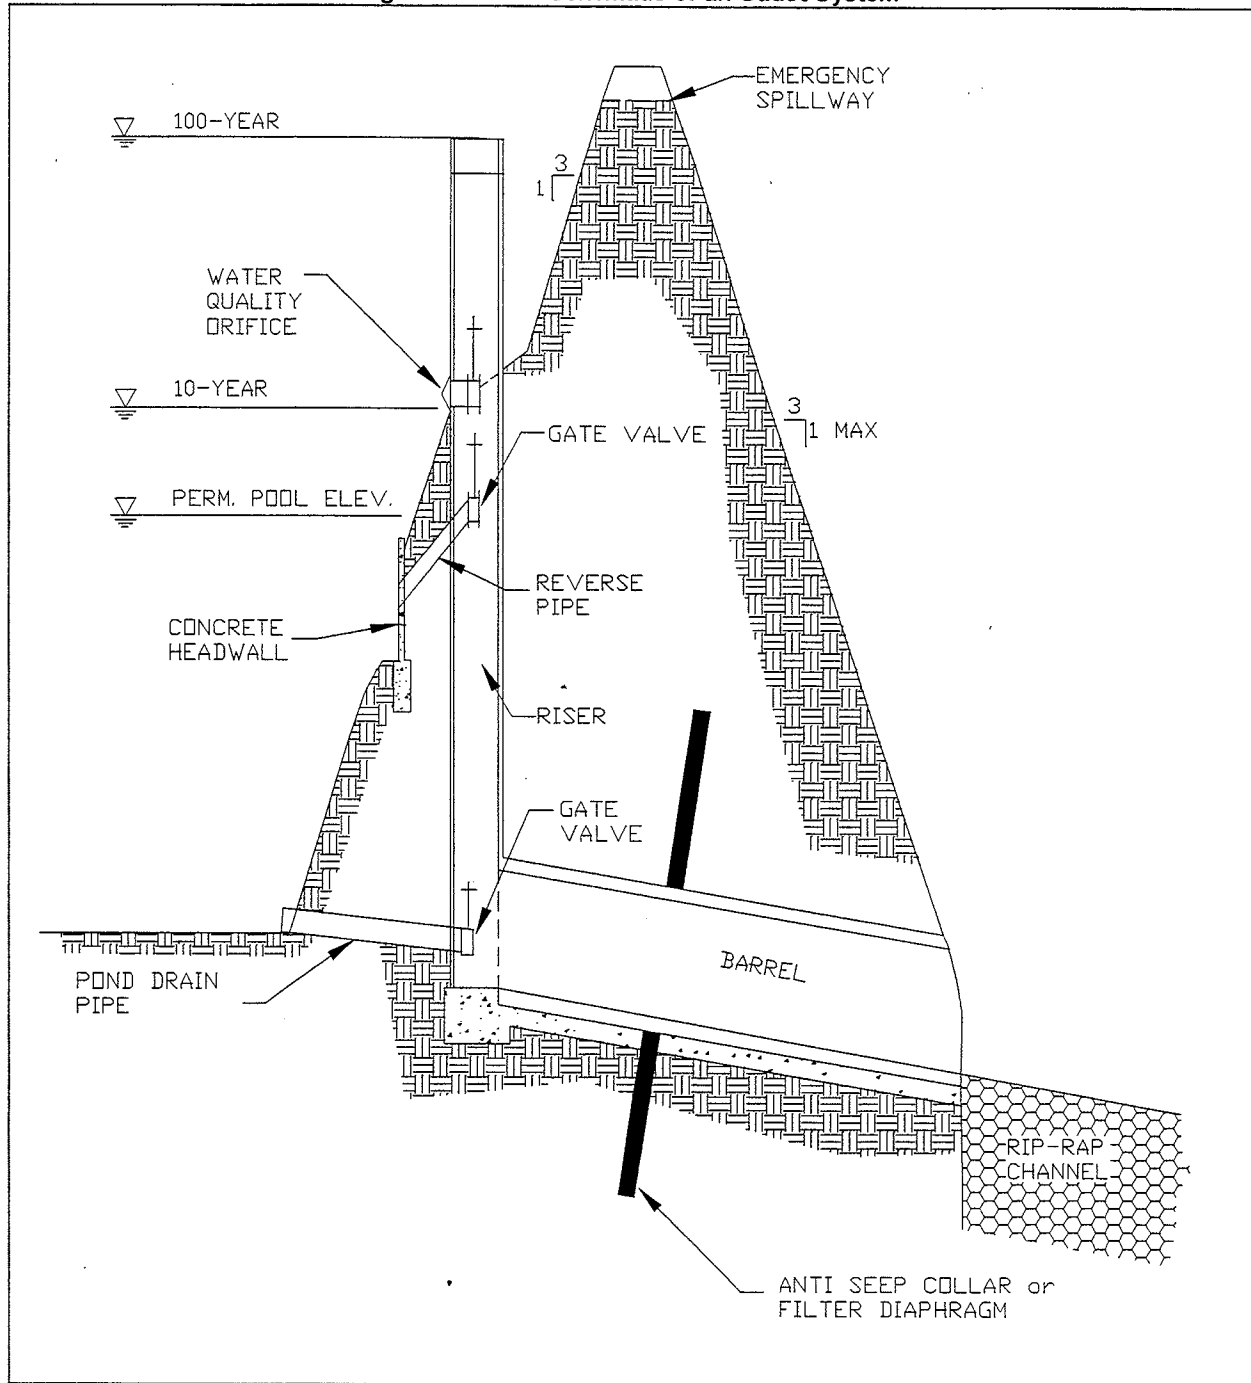 Outlet System
EMERGENCY
SPILLWAY
100-YEAR
3
1
WATER
QUALITY
ORIFICE
10-YEAR
3
1 MAX
GATE VALVE
PERM. POOL ELEV.
REVERSE
PIPE
CONCRETE
HEADWALL
RISER
GATE
VALVE
BARREL
POND DRAIN
PIPE
RIP-RAP
CHANNEL
ANTI SEEP COLLAR or
FILTER DIAPHRAGM